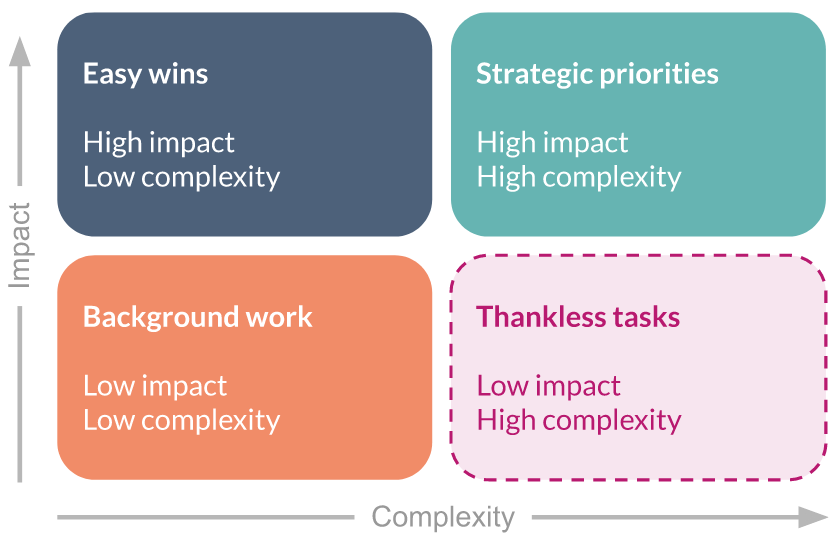 Impact
Easy wins
High impact
Low complexity
Strategic priorities
High impact
High complexity
Background work
Low impact
Low complexity
Thankless tasks
Low impact
High complexity
Complexity